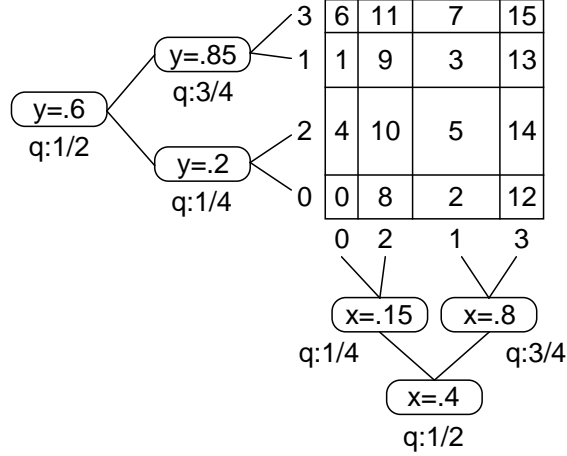 3 6 11 7 15
y=.85 1 1 9 3 13
q:3/4
y=.6
q:1/2
2 4 10 5 14
y=.2
q:1/4 0 0 8 2 12
0 2 1 3
x=.15 x=.8
q:1/4 q:3/4
x=.4
q:1/2